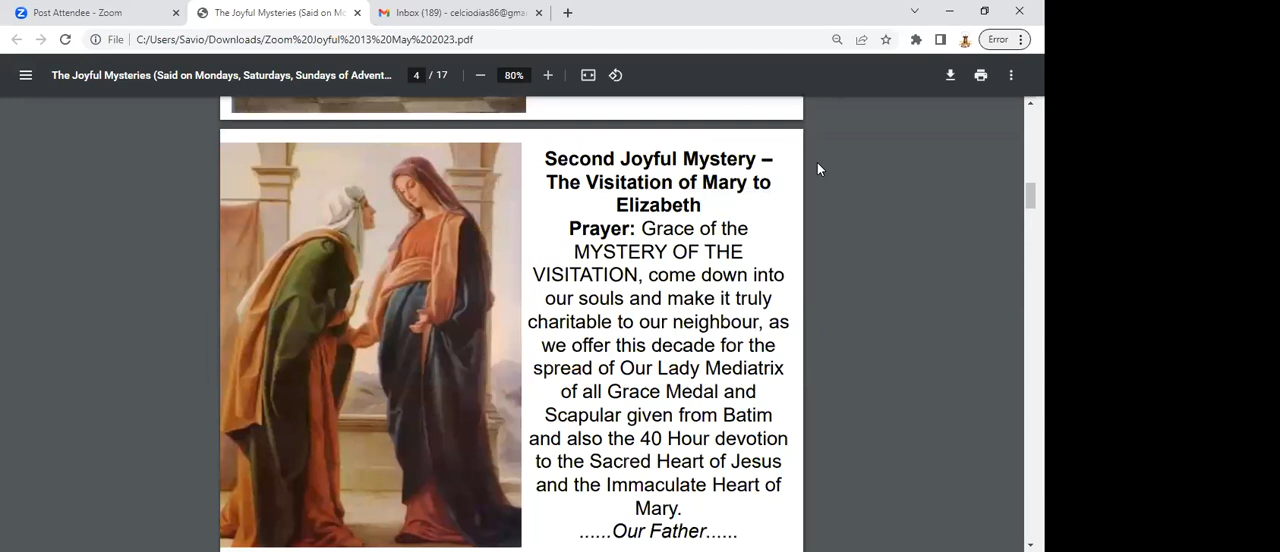 Post Attendee - Zoom
The Joyful Mysteries (Said on Mo
Inbox (189) - celciodias86@gma
File
C:/Users/Savio/Downloads/Zoom%20Joyful%2013%20May%202023.pdf
Error
The Joyful Mysteries (Said on Mondays, Saturdays, Sundays of Advent...
4 / 17
80%
Second Joyful Mystery –
The Visitation of Mary to
Elizabeth
Prayer: Grace of the
MYSTERY OF THE
VISITATION, come down into
our souls and make it truly
charitable to our neighbour, as
we offer this decade for the
spread of Our Lady Mediatrix
of all Grace Medal and
Scapular given from Batim
and also the 40 Hour devotion
to the Sacred Heart of Jesus
and the Immaculate Heart of
Mary.
......Our Father......